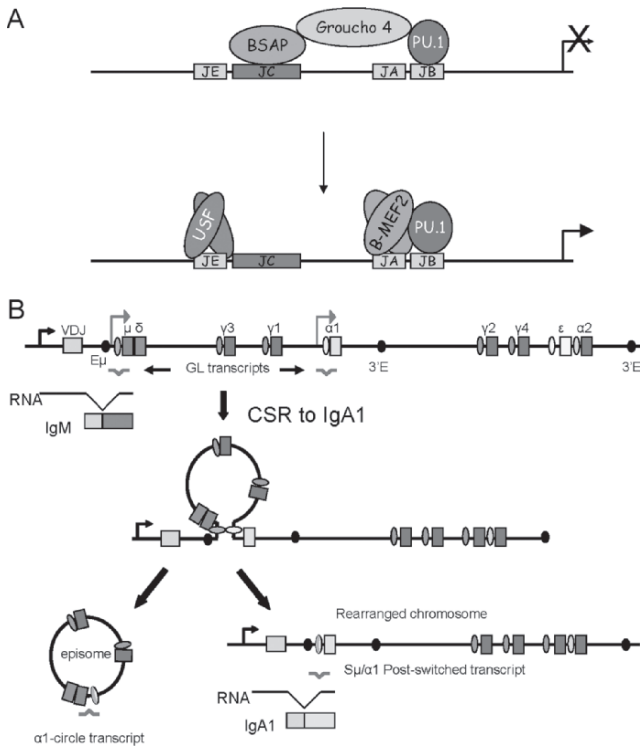 A
Groucho 4
BSAP
PU.1
X
JE
JC
JA
JB
USF
B-MEF2
PU.1
JE
JC
JA
JB
B
VDJ
Eμ
μ δ
γ3
γ1
α1
3'E
γ2
γ4
ε
α2
3'E
GL transcripts
RNA
IgM
CSR to IgA1
Rearranged chromosome
episome
Sμ/α1 Post-switched transcript
RNA
IgA1
α1-circle transcript